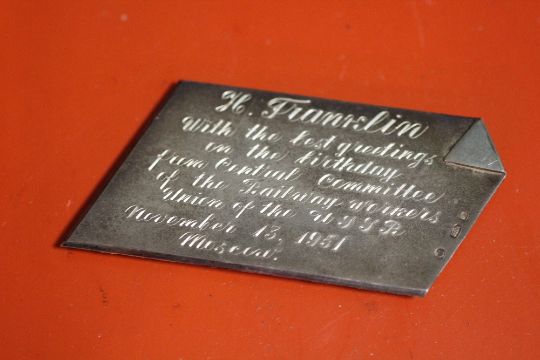 H. Franklin
With the best greetings
on the birthday
from Central Committee
of the Railway workers
Union of the USSR
November 13, 1951
Moscow.